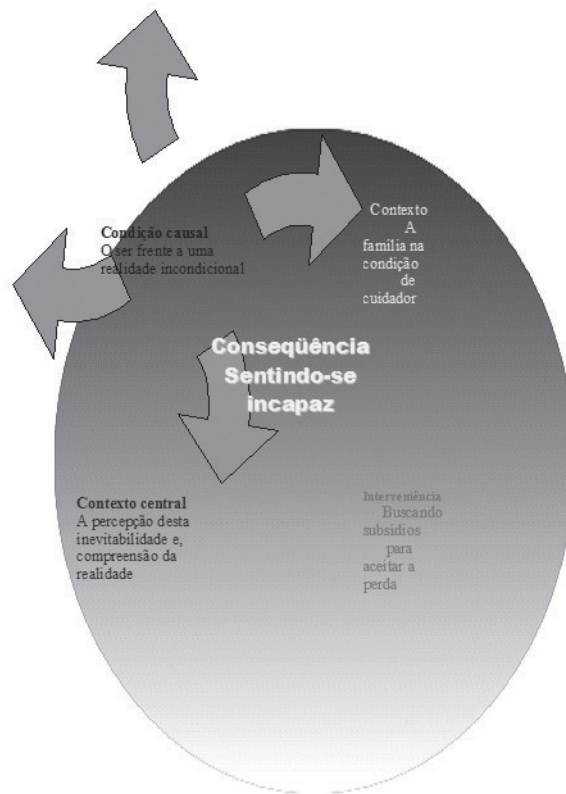 Condição causal
O ser frente a uma
realidade incondicional
Contexto
A
família na
condição
de
cuidador
Conseqüência
Sentindo-se
incapaz
Contexto central
A percepção desta
inevitabilidade e,
compreensão da
realidade
Interveniência
Buscando
subsidios
para
aceitar a
perda